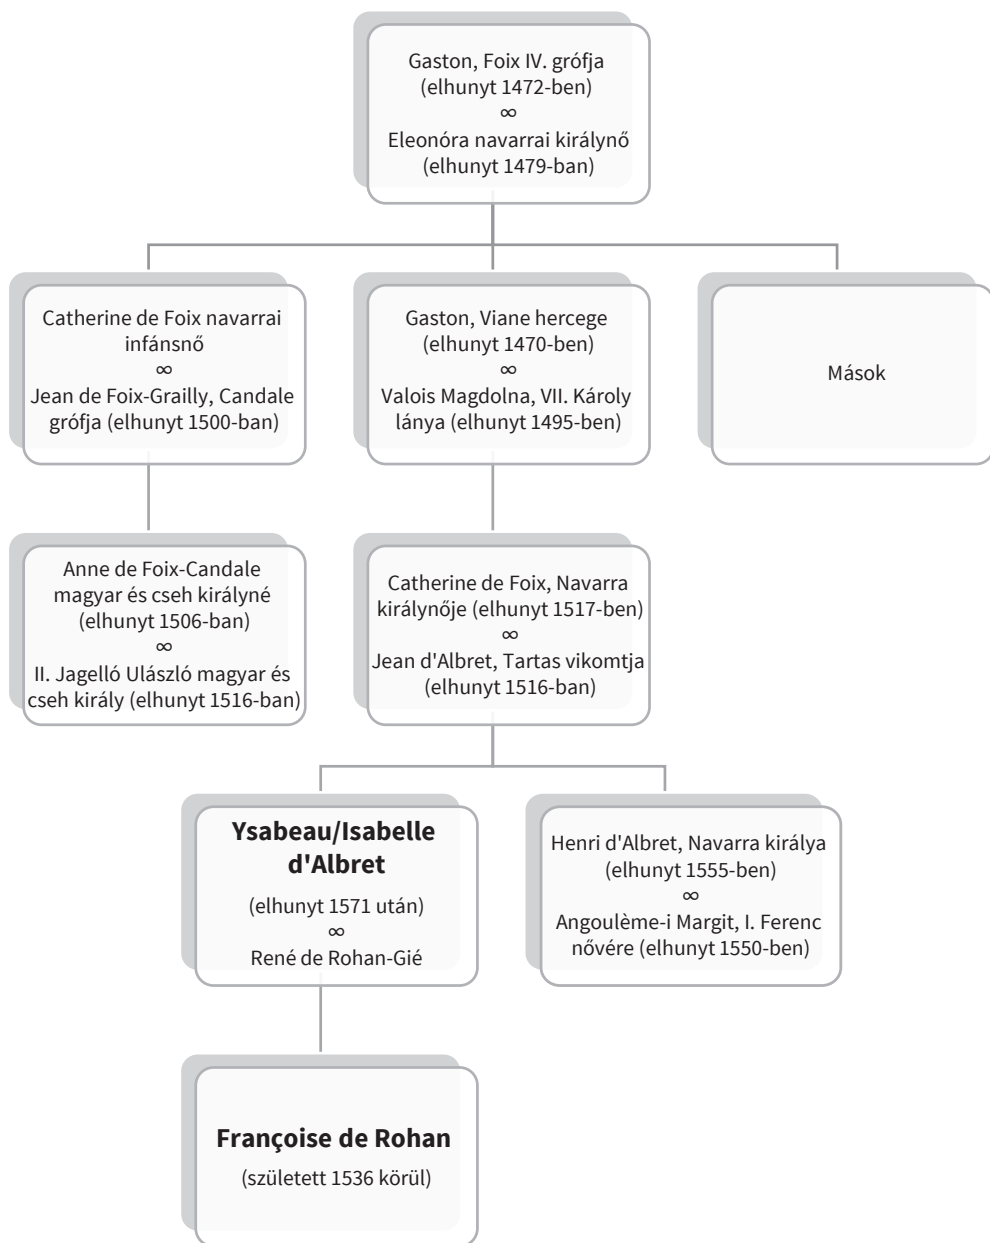 Gaston, Foix IV. grófja
(elhunyt 1472-ben)
∞
Eleonóra navarrai királynő
(elhunyt 1479-ban)
Catherine de Foix navarrai
infánsnő
∞
Jean de Foix-Grailly, Candale
grófja (elhunyt 1500-ban)
Gaston, Viane hercege
(elhunyt 1470-ben)
∞
Valois Magdolna, VII. Károly
lánya (elhunyt 1495-ben)
Mások
Anne de Foix-Candale
magyar és cseh királyné
(elhunyt 1506-ban)
∞
II. Jagelló Ulászló magyar és
cseh király (elhunyt 1516-ban)
Catherine de Foix, Navarra
királynője (elhunyt 1517-ben)
∞
Jean d'Albret, Tartas vikomtja
(elhunyt 1516-ban)
Ysabeau/Isabelle
d'Albret
(elhunyt 1571 után)
∞
René de Rohan-Gié
Henri d'Albret, Navarra királya
(elhunyt 1555-ben)
∞
Angoulème-i Margit, I. Ferenc
nővére (elhunyt 1550-ben)
Françoise de Rohan
(született 1536 körül)